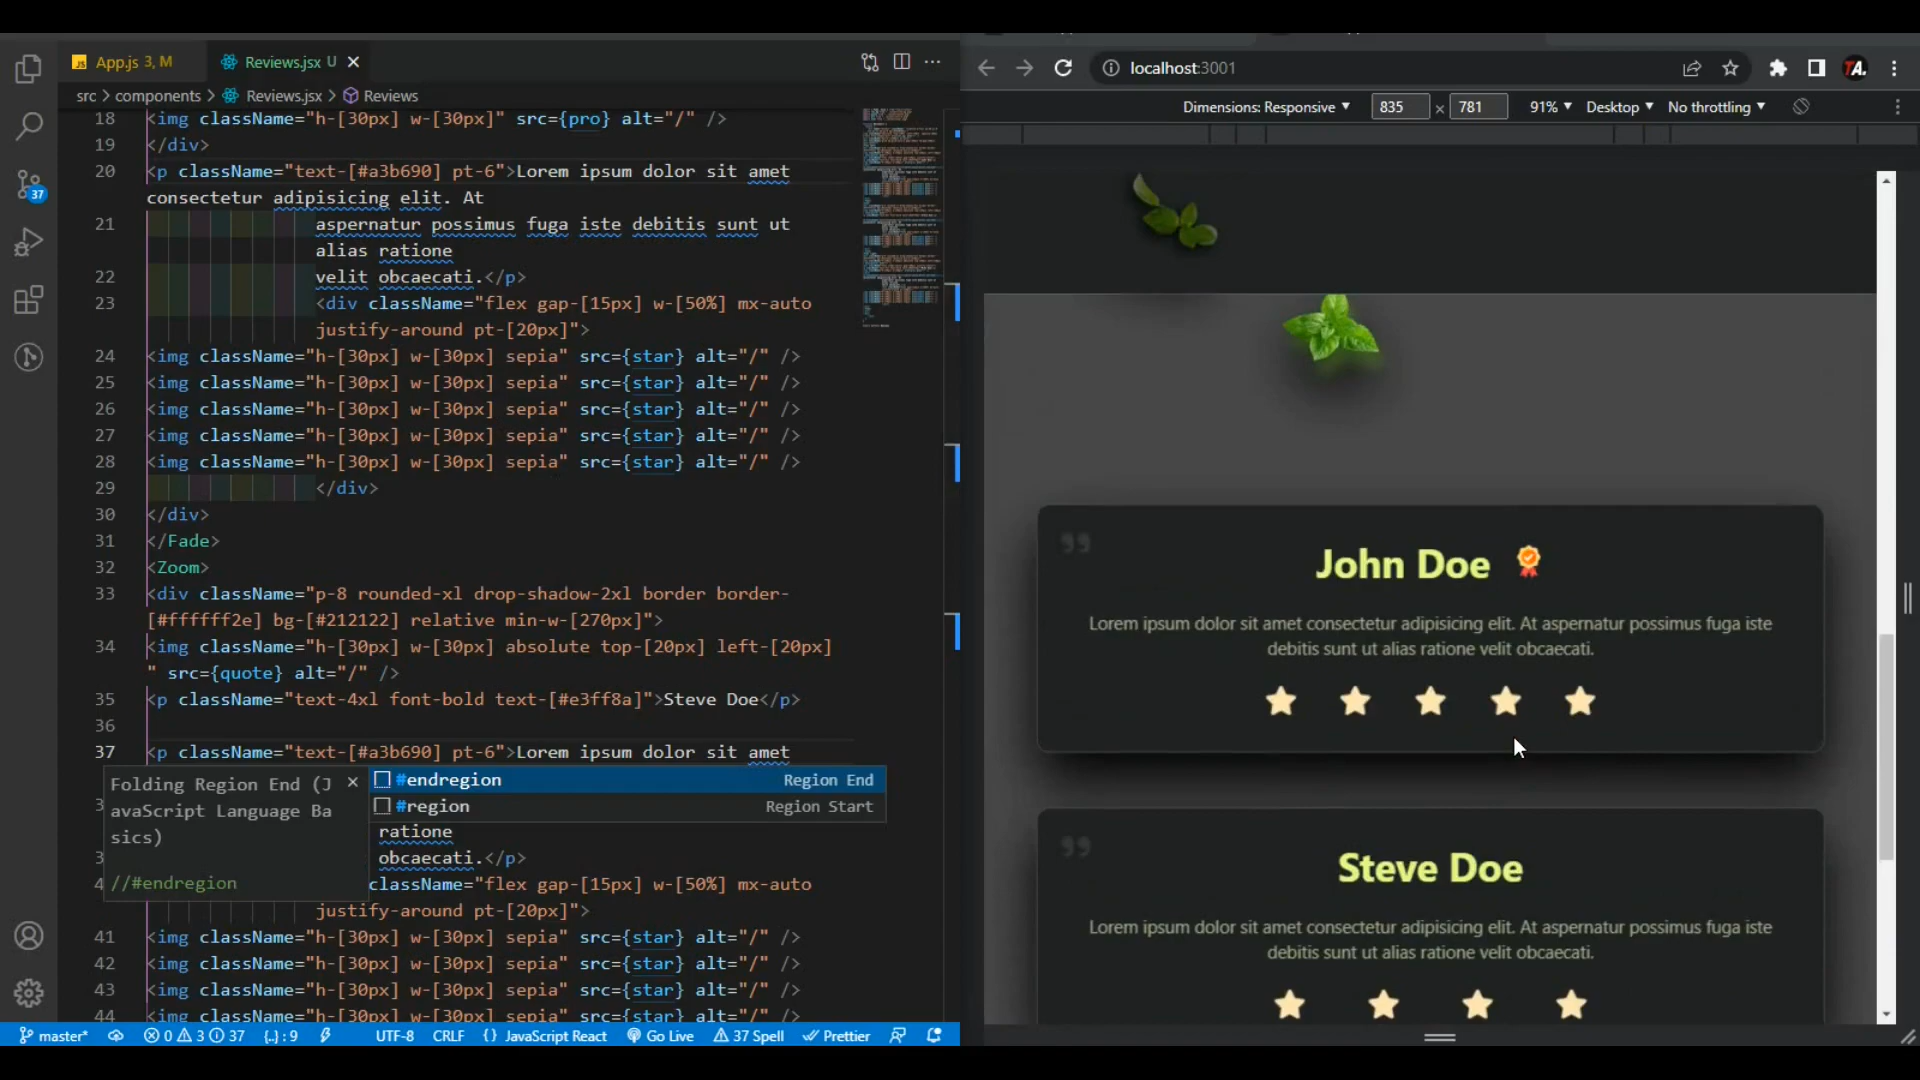 App.js 3, M
Reviews.jsx U
src > components > Reviews.jsx > Reviews
18 <img className="h-[30px] w-[30px]" src={pro} alt="/" />
19 </div>
20 <p className="text-[#a3b690] pt-6">Lorem ipsum dolor sit amet
consectetur adipisicing elit. At
21 aspernatur possimus fuga iste debitis sunt ut
alias ratione
22 velit obcaecati.</p>
23 <div className="flex gap-[15px] w-[50%] mx-auto
justify-around pt-[20px]">
24 <img className="h-[30px] w-[30px] sepia" src={star} alt="/" />
25 <img className="h-[30px] w-[30px] sepia" src={star} alt="/" />
26 <img className="h-[30px] w-[30px] sepia" src={star} alt="/" />
27 <img className="h-[30px] w-[30px] sepia" src={star} alt="/" />
28 <img className="h-[30px] w-[30px] sepia" src={star} alt="/" />
29 </div>
30 </div>
31 </Fade>
32 <Zoom>
33 <div className="p-8 rounded-xl drop-shadow-2xl border border-
[#ffffff2e] bg-[#212122] relative min-w-[270px]">
34 <img className="h-[30px] w-[30px] absolute top-[20px] left-[20px]
" src={quote} alt="/" />
35 <p className="text-4xl font-bold text-[#e3ff8a]">Steve Doe</p>
36
37 <p className="text-[#a3b690] pt-6">Lorem ipsum dolor sit amet
Folding Region End (J
avaScript Language Ba
sics)
//#endregion
#endregion Region End
#region Region Start
ratione
obcaecati.</p>
className="flex gap-[15px] w-[50%] mx-auto
justify-around pt-[20px]">
41 <img className="h-[30px] w-[30px] sepia" src={star} alt="/" />
42 <img className="h-[30px] w-[30px] sepia" src={star} alt="/" />
43 <img className="h-[30px] w-[30px] sepia" src={star} alt="/" />
44 <img className="h-[30px] w-[30px] sepia" src={star} alt="/" />
37
master* 0 3 37 {..} : 9 UTF-8 CRLF {} JavaScript React Go Live 37 Spell Prettier
localhost:3001
TA.
Dimensions: Responsive 835 × 781 91% Desktop No throttling
John Doe
Lorem ipsum dolor sit amet consectetur adipisicing elit. At aspernatur possimus fuga iste
debitis sunt ut alias ratione velit obcaecati.
Steve Doe
Lorem ipsum dolor sit amet consectetur adipisicing elit. At aspernatur possimus fuga iste
debitis sunt ut alias ratione velit obcaecati.